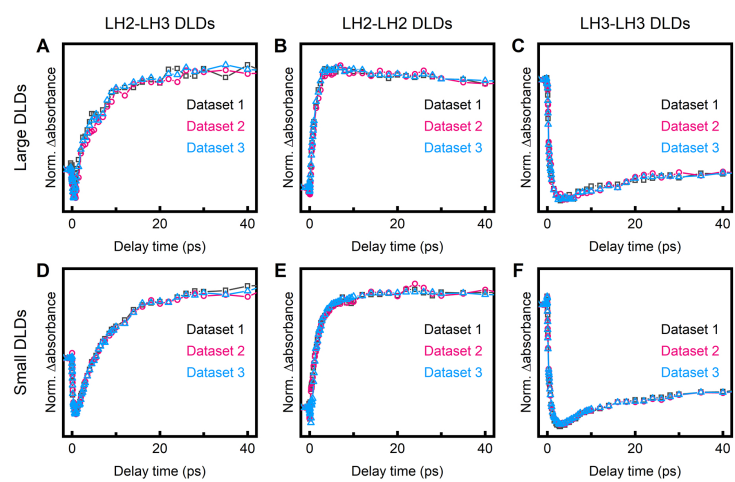 LH2-LH3 DLDs
LH2-LH2 DLDs
LH3-LH3 DLDs
Large DLDs
A
Norm. Δabsorbance
Dataset 1
Dataset 2
Dataset 3
0
20
40
Delay time (ps)
B
Norm. Δabsorbance
Dataset 1
Dataset 2
Dataset 3
0
20
40
Delay time (ps)
C
Norm. Δabsorbance
Dataset 1
Dataset 2
Dataset 3
0
20
40
Delay time (ps)
Small DLDs
D
Norm. Δabsorbance
Dataset 1
Dataset 2
Dataset 3
0
20
40
Delay time (ps)
E
Norm. Δabsorbance
Dataset 1
Dataset 2
Dataset 3
0
20
40
Delay time (ps)
F
Norm. Δabsorbance
Dataset 1
Dataset 2
Dataset 3
0
20
40
Delay time (ps)